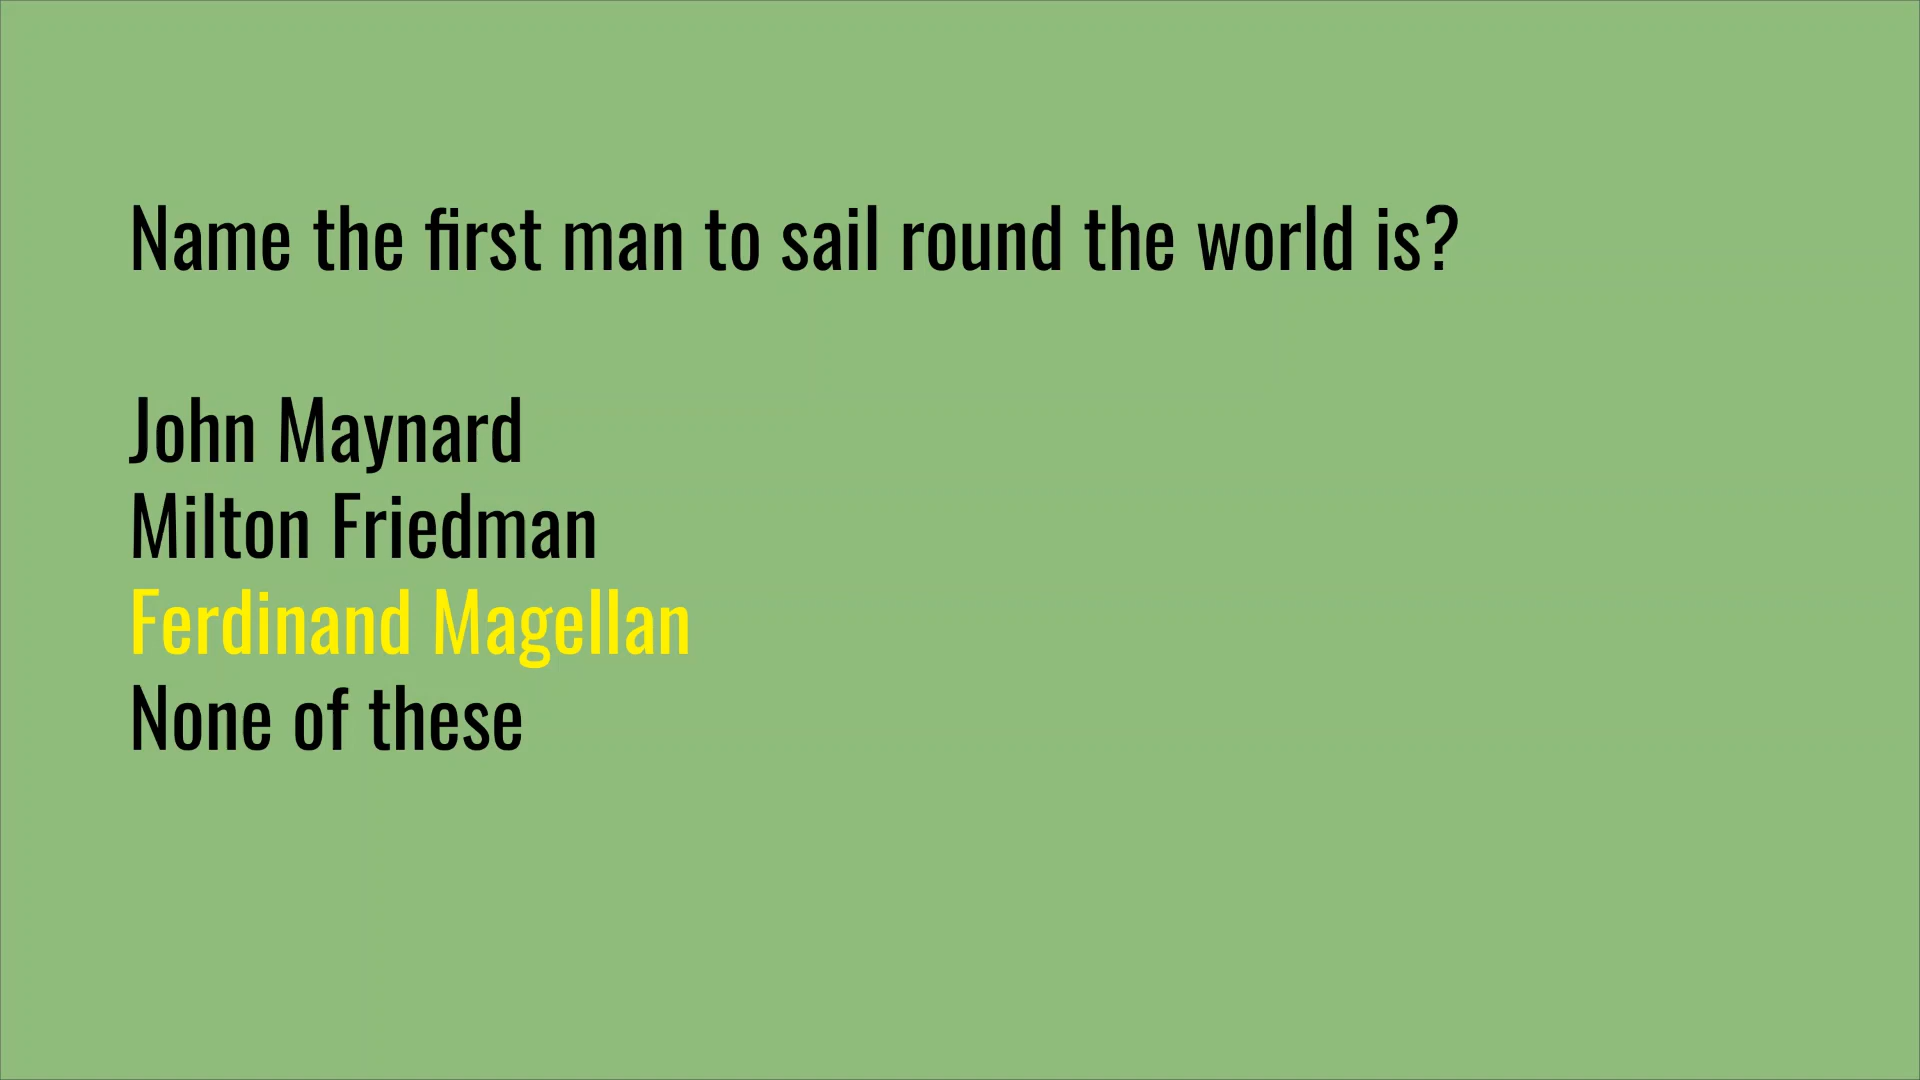 Name the first man to sail round the world is?
John Maynard
Milton Friedman
Ferdinand Magellan
None of these